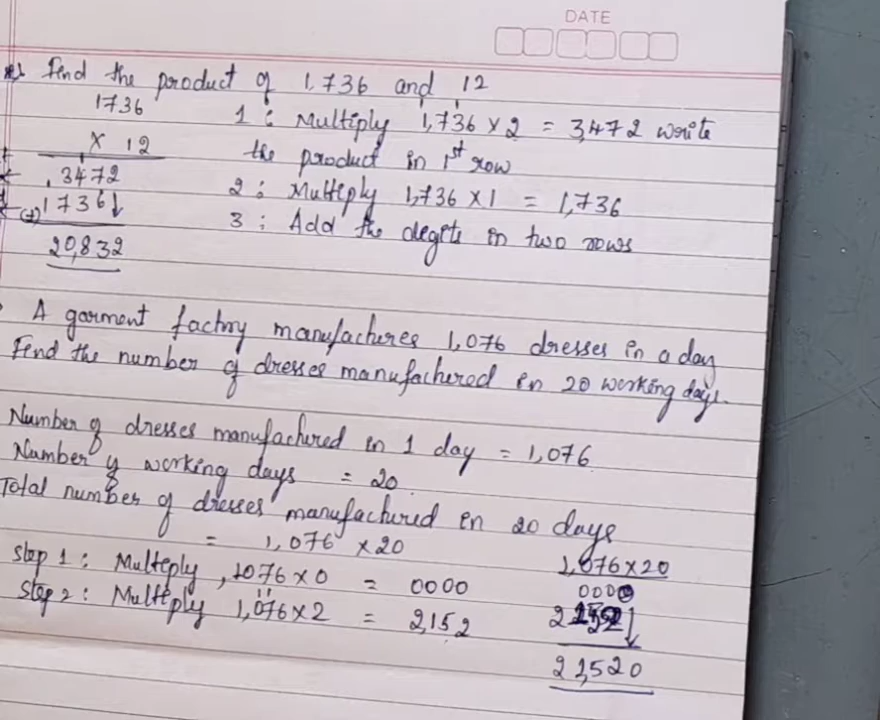 DATE
Find the product of 1,736 and 12
1736
x 12
3472
(+) 1736↓
20,832
1 : Multiply 1,736 x 2 = 3,472 write
the product in 1st row
2 : Multiply 1,736 x 1 = 1,736
3 : Add the degits in two rows
A garment factory manufactures 1,076 dresses in a day
Find the number of dresses manufactured in 20 working days.
Number of dresses manufactured in 1 day = 1,076
Number of working days = 20
Total number of dresses manufactured in 20 days
= 1,076 x 20
Step 1 : Multiply 1076 x 0 = 0000
Step 2 : Multiply 1,076 x 2 = 2,152
1,076 x 20
0000
21,520